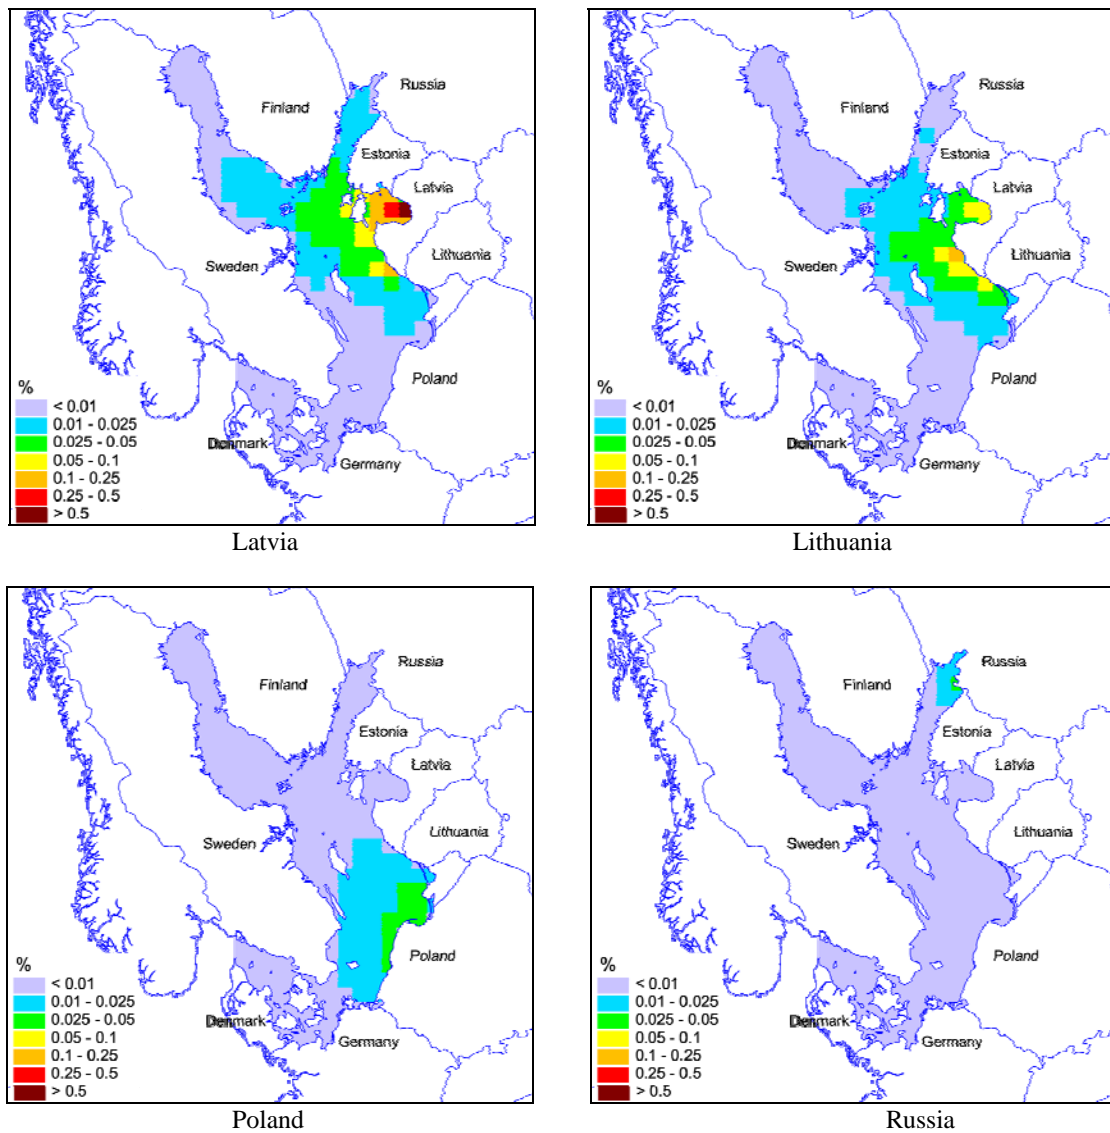 Russia
Finland
Estonia
Latvia
Lithuania
Sweden
Poland
Denmark
Germany
%
< 0.01
0.01 - 0.025
0.025 - 0.05
0.05 - 0.1
0.1 - 0.25
0.25 - 0.5
> 0.5
Latvia
Russia
Finland
Estonia
Latvia
Lithuania
Sweden
Poland
Denmark
Germany
%
< 0.01
0.01 - 0.025
0.025 - 0.05
0.05 - 0.1
0.1 - 0.25
0.25 - 0.5
> 0.5
Lithuania
Russia
Finland
Estonia
Latvia
Lithuania
Sweden
Poland
Denmark
Germany
%
< 0.01
0.01 - 0.025
0.025 - 0.05
0.05 - 0.1
0.1 - 0.25
0.25 - 0.5
> 0.5
Poland
Russia
Finland
Estonia
Latvia
Lithuania
Sweden
Poland
Denmark
Germany
%
< 0.01
0.01 - 0.025
0.025 - 0.05
0.05 - 0.1
0.1 - 0.25
0.25 - 0.5
> 0.5
Russia